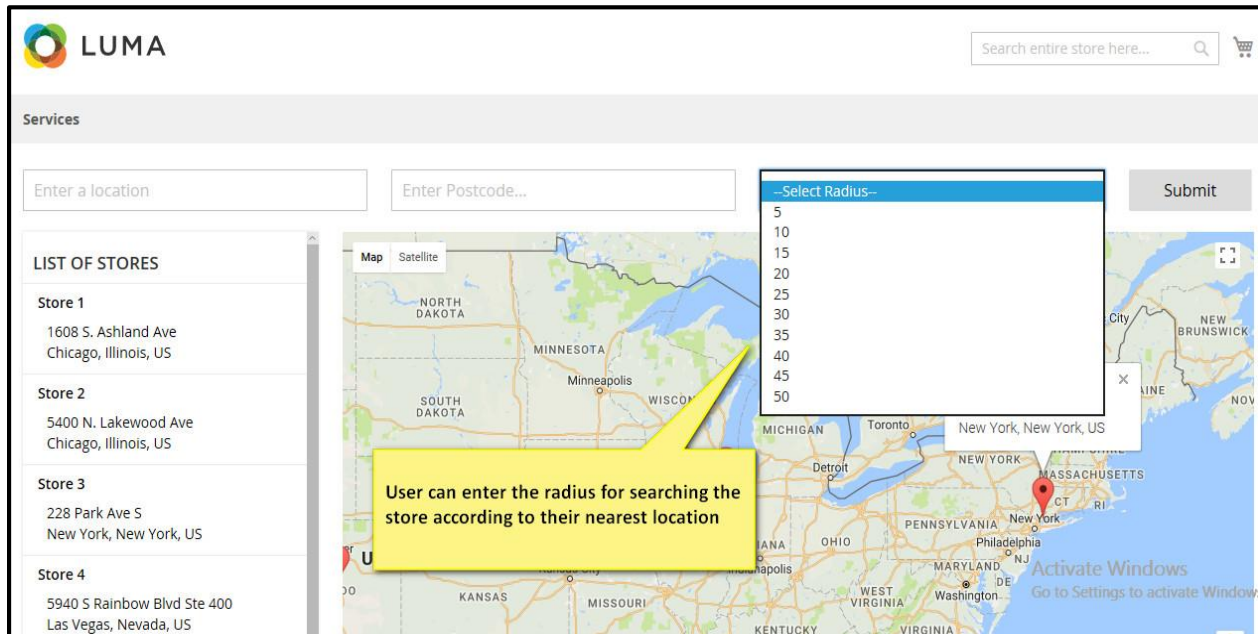 LUMA
Search entire store here...
Services
Enter a location
Enter Postcode...
--Select Radius--
5
10
15
20
25
30
35
40
45
50
Submit
LIST OF STORES
Store 1
1608 S. Ashland Ave
Chicago, Illinois, US
Store 2
5400 N. Lakewood Ave
Chicago, Illinois, US
Store 3
228 Park Ave S
New York, New York, US
Store 4
5940 S Rainbow Blvd Ste 400
Las Vegas, Nevada, US
Map
Satellite
NORTH
DAKOTA
MINNESOTA
Minneapolis
SOUTH
DAKOTA
MICHIGAN
Toronto
Detroit
City
NEW
BRUNSWICK
New York, New York, US
NEW YORK
MASSACHUSETTS
CT
RI
PENNSYLVANIA
New York
Philadelphia
OHIO
NJ
MARYLAND
DE
Washington
WEST
VIRGINIA
KANSAS
MISSOURI
KENTUCKY
VIRGINIA
User can enter the radius for searching the
store according to their nearest location
Activate Windows
Go to Settings to activate Window